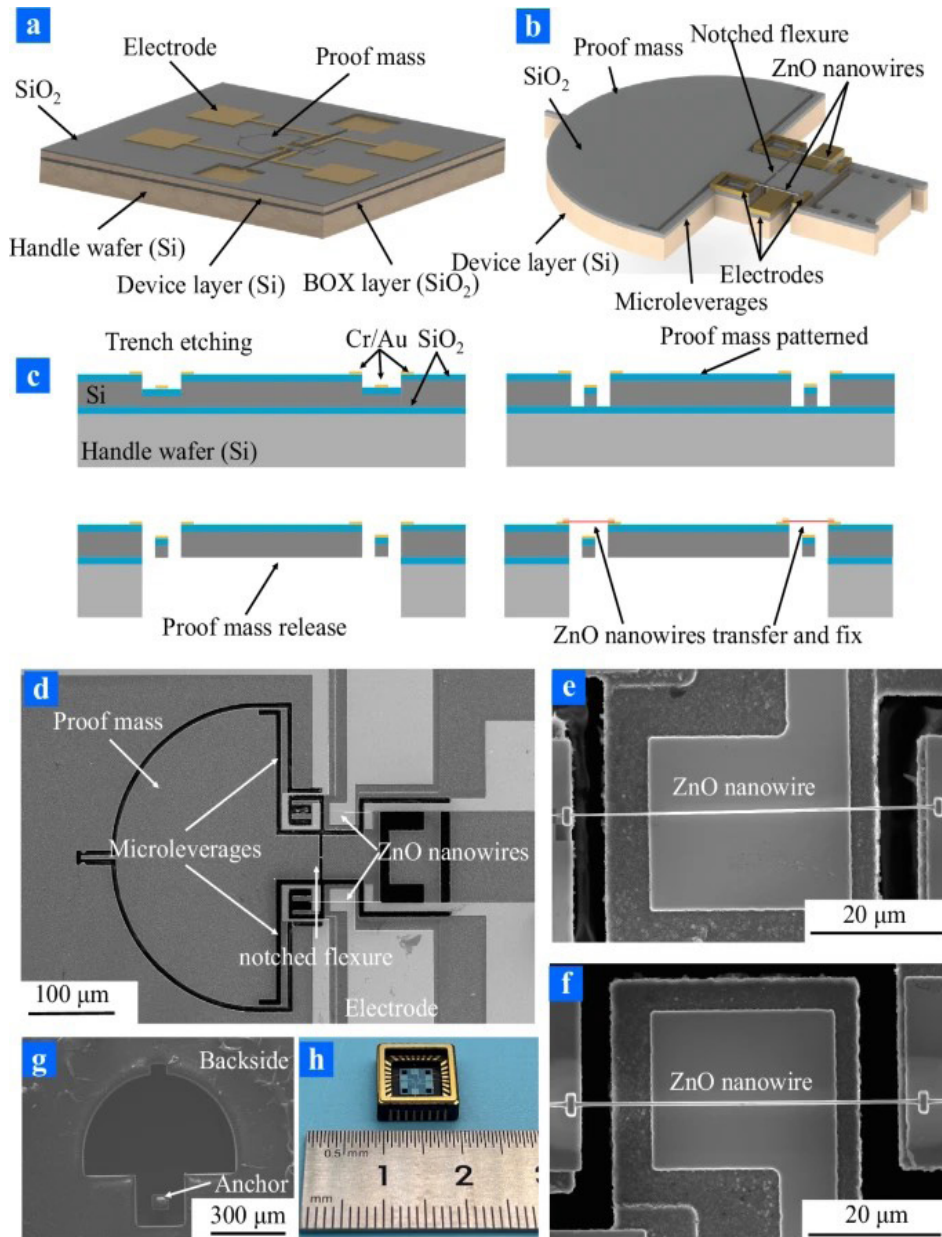 a
Electrode
Proof mass
SiO2
Handle wafer (Si)
Device layer (Si)
BOX layer (SiO2)
b
Notched flexure
Proof mass
ZnO nanowires
SiO2
Device layer (Si)
Electrodes
Microleverages
c
Trench etching
Cr/Au
SiO2
Si
Handle wafer (Si)
Proof mass patterned
Proof mass release
ZnO nanowires transfer and fix
d
Proof mass
Microleverages
ZnO nanowires
notched flexure
100 μm
Electrode
e
ZnO nanowire
20 μm
f
ZnO nanowire
20 μm
g
Backside
Anchor
300 μm
h
0.5 mm
1 2 3
mm